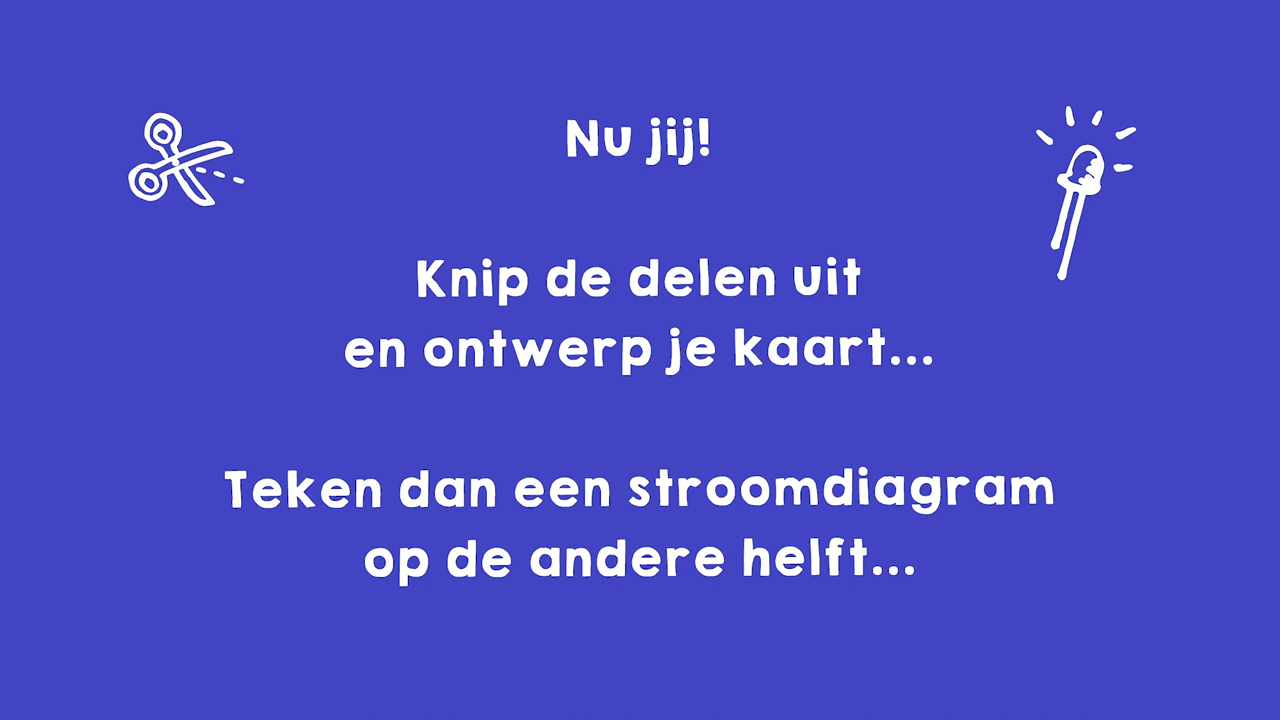 Nu jij!
Knip de delen uit
en ontwerp je kaart...
Teken dan een stroomdiagram
op de andere helft...